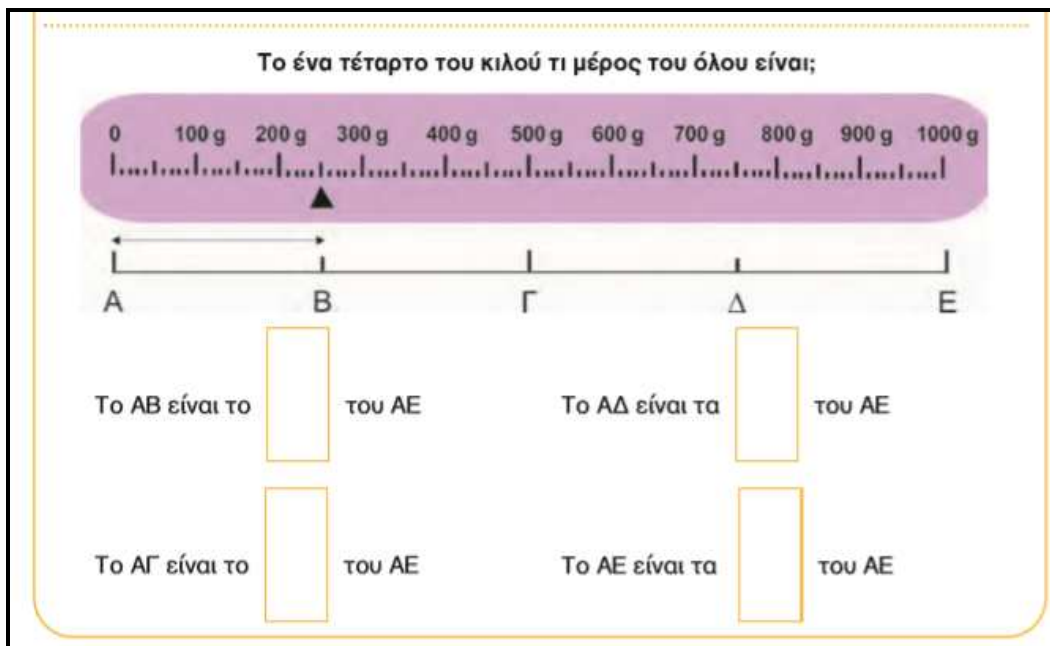 Το ένα τέταρτο του κιλού τι μέρος του όλου είναι;
0 100 g 200 g 300 g 400 g 500 g 600 g 700 g 800 g 900 g 1000 g
Α Β Γ Δ Ε
Το ΑΒ είναι το του ΑΕ Το ΑΔ είναι τα του ΑΕ
Το ΑΓ είναι το του ΑΕ Το ΑΕ είναι τα του ΑΕ